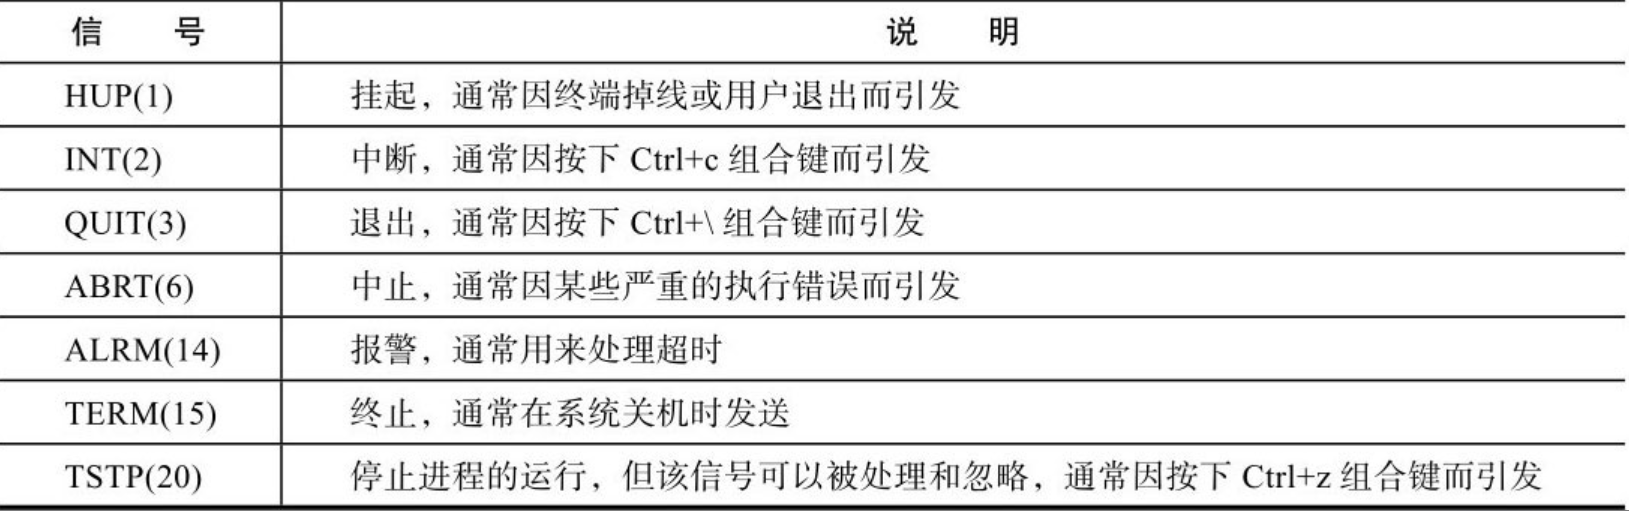 信 号 说 明
HUP(1) 挂起，通常因终端掉线或用户退出而引发
INT(2) 中断，通常因按下 Ctrl+c 组合键而引发
QUIT(3) 退出，通常因按下 Ctrl+\ 组合键而引发
ABRT(6) 中止，通常因某些严重的执行错误而引发
ALRM(14) 报警，通常用来处理超时
TERM(15) 终止，通常在系统关机时发送
TSTP(20) 停止进程的运行，但该信号可以被处理和忽略，通常因按下 Ctrl+z 组合键而引发